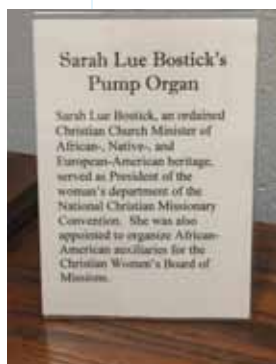 Sarah Lue Bostick's
Pump Organ
Sarah Lue Bostick, an ordained
Christian Church Minister of
African-, Native-, and
European-American heritage,
served as President of the
woman's department of the
National Christian Missionary
Convention. She was also
appointed to organize African-
American auxiliaries for the
Christian Women's Board of
Missions.